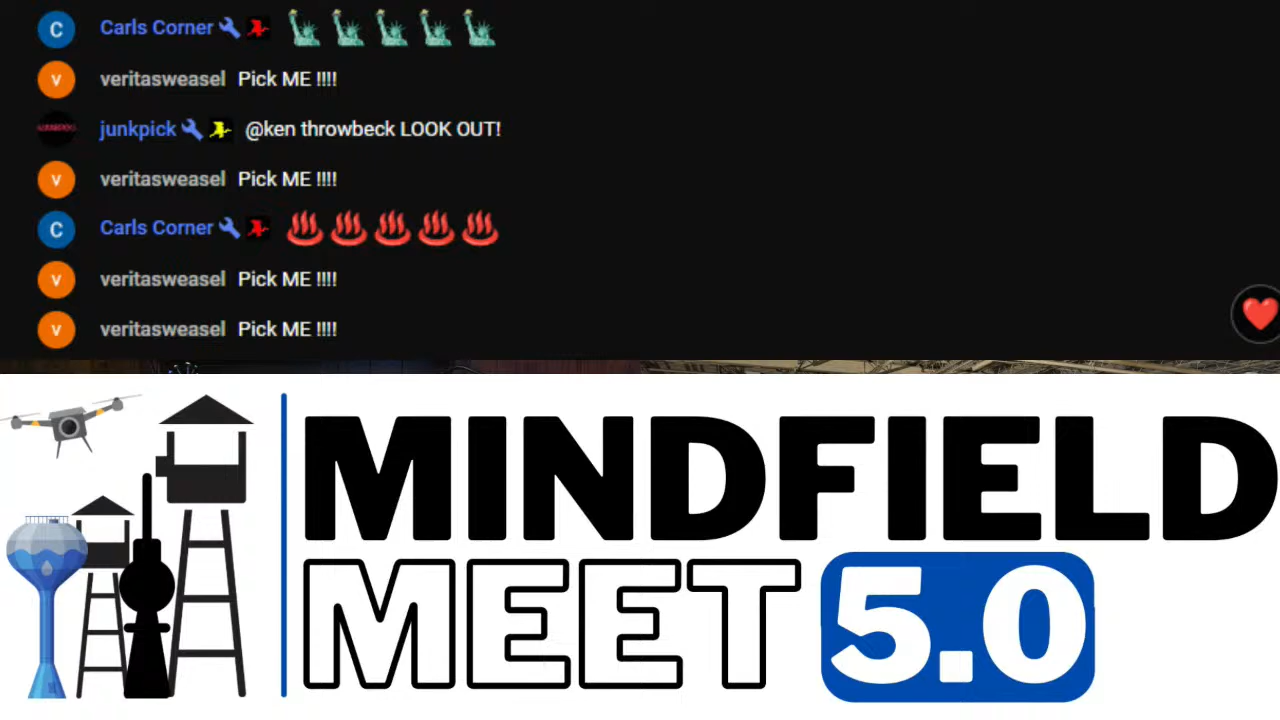 C Carls Corner 🗽🗽🗽🗽🗽
V veritasweasel Pick ME !!!!
junkpick @ken throwbeck LOOK OUT!
V veritasweasel Pick ME !!!!
C Carls Corner ♨️♨️♨️♨️♨️
V veritasweasel Pick ME !!!!
V veritasweasel Pick ME !!!!
MINDFIELD
MEET 5.0